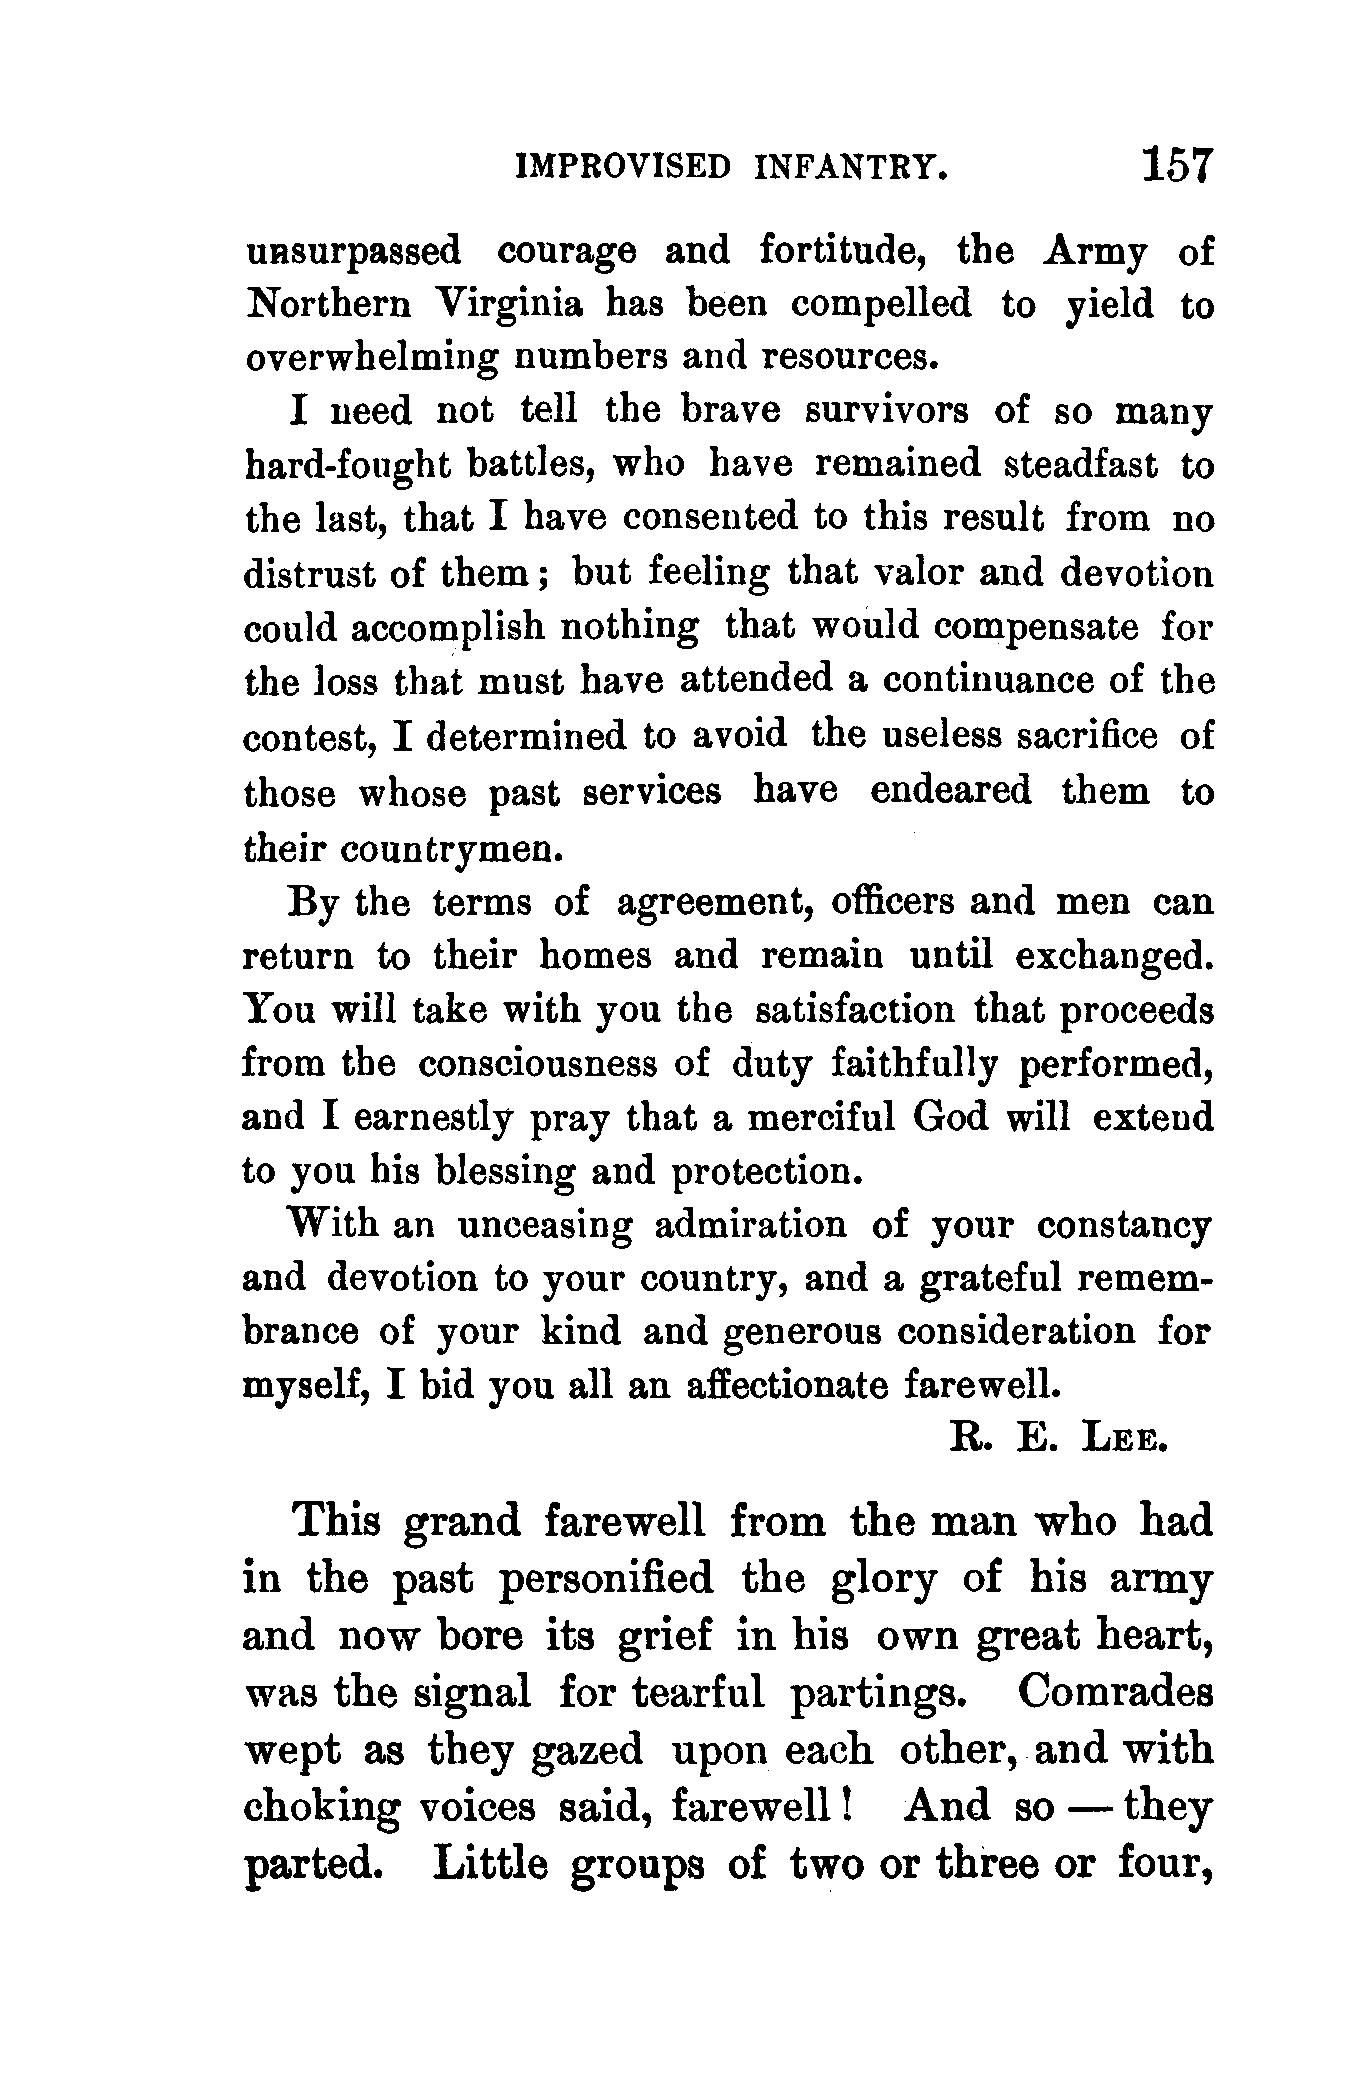 IMPROVISED INFANTRY. 157
unsurpassed courage and fortitude, the Army of
Northern Virginia has been compelled to yield to
overwhelming numbers and resources.
I need not tell the brave survivors of so many
hard-fought battles, who have remained steadfast to
the last, that I have consented to this result from no
distrust of them; but feeling that valor and devotion
could accomplish nothing that would compensate for
the loss that must have attended a continuance of the
contest, I determined to avoid the useless sacrifice of
those whose past services have endeared them to
their countrymen.
By the terms of agreement, officers and men can
return to their homes and remain until exchanged.
You will take with you the satisfaction that proceeds
from the consciousness of duty faithfully performed,
and I earnestly pray that a merciful God will extend
to you his blessing and protection.
With an unceasing admiration of your constancy
and devotion to your country, and a grateful remem-
brance of your kind and generous consideration for
myself, I bid you all an affectionate farewell.
R. E. LEE.
This grand farewell from the man who had
in the past personified the glory of his army
and now bore its grief in his own great heart,
was the signal for tearful partings. Comrades
wept as they gazed upon each other, and with
choking voices said, farewell! And so — they
parted. Little groups of two or three or four,